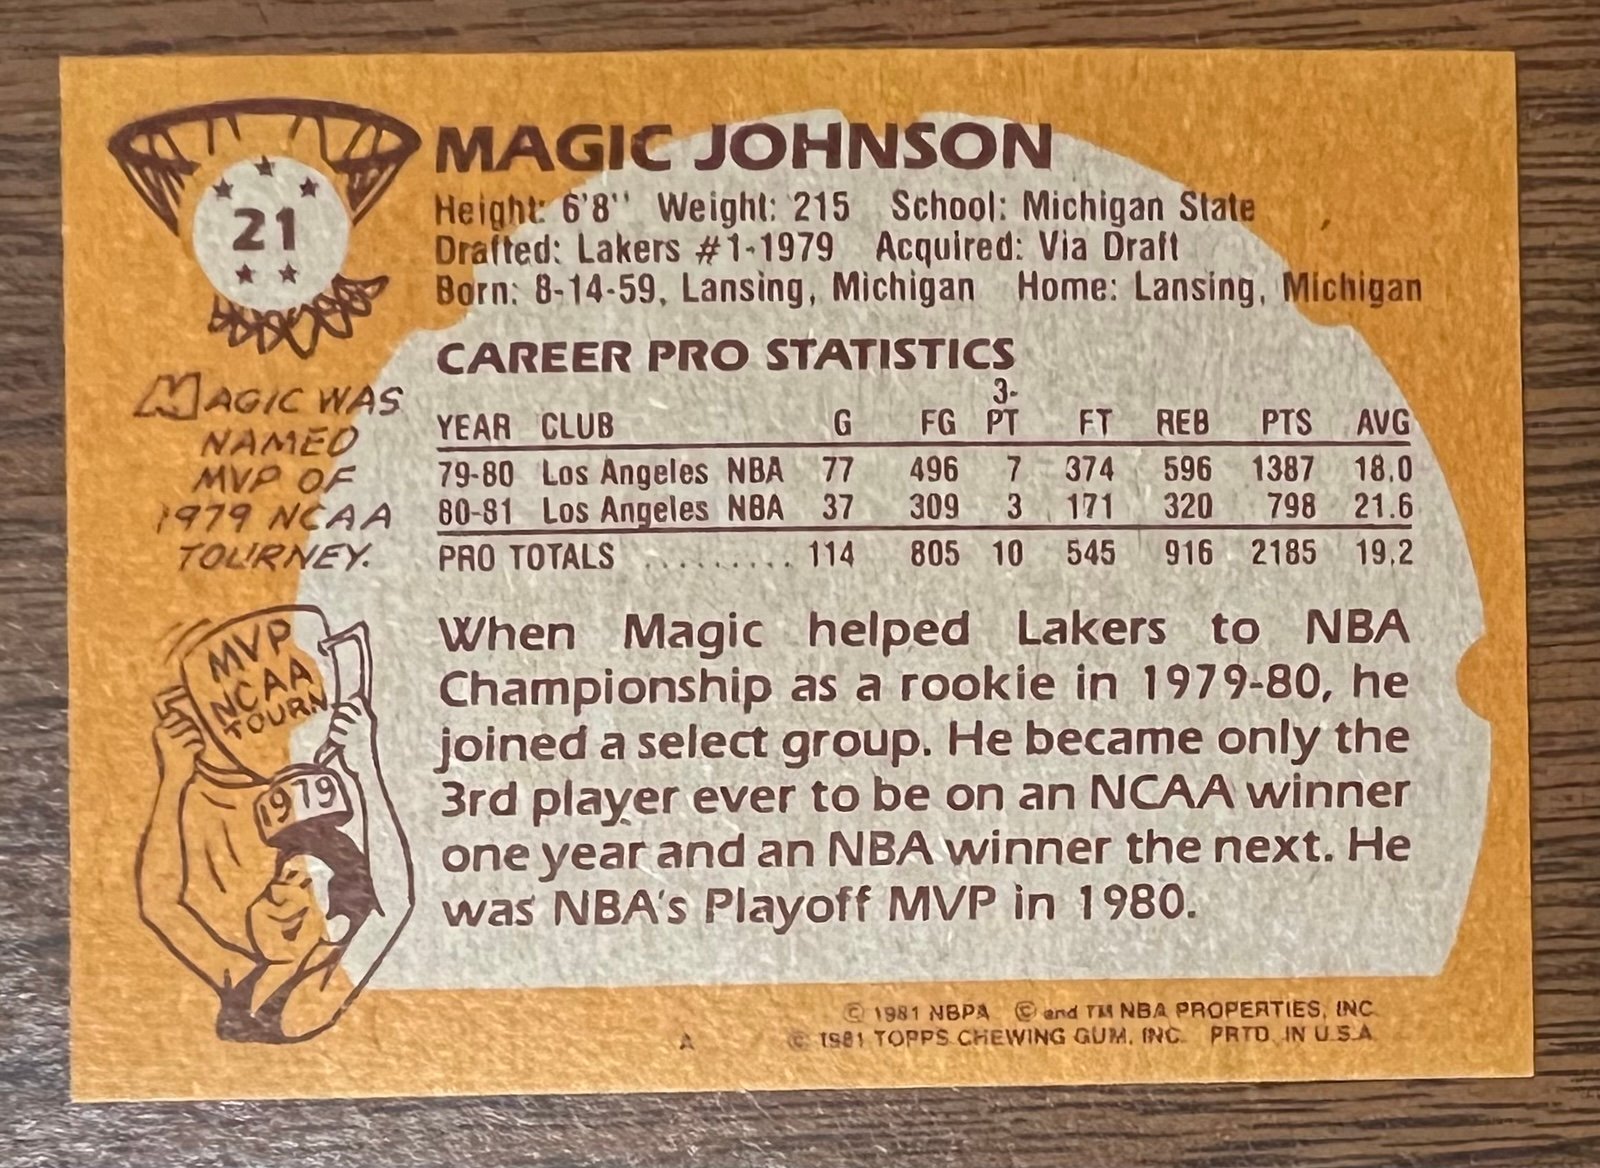 21
MAGIC JOHNSON
Height: 6'8'' Weight: 215 School: Michigan State
Drafted: Lakers #1-1979 Acquired: Via Draft
Born: 8-14-59, Lansing, Michigan Home: Lansing, Michigan
MAGIC WAS
NAMED
MVP OF
1979 NCAA
TOURNEY.
MVP
NCAA
TOURN
1979
CAREER PRO STATISTICS
YEAR CLUB G FG 3-PT FT REB PTS AVG
79-80 Los Angeles NBA 77 496 7 374 596 1387 18.0
80-81 Los Angeles NBA 37 309 3 171 320 798 21.6
PRO TOTALS .......... 114 805 10 545 916 2185 19.2
When Magic helped Lakers to NBA
Championship as a rookie in 1979-80, he
joined a select group. He became only the
3rd player ever to be on an NCAA winner
one year and an NBA winner the next. He
was NBA's Playoff MVP in 1980.
© 1981 NBPA © and TM NBA PROPERTIES, INC.
A © 1981 TOPPS CHEWING GUM, INC. PRTD. IN U.S.A.